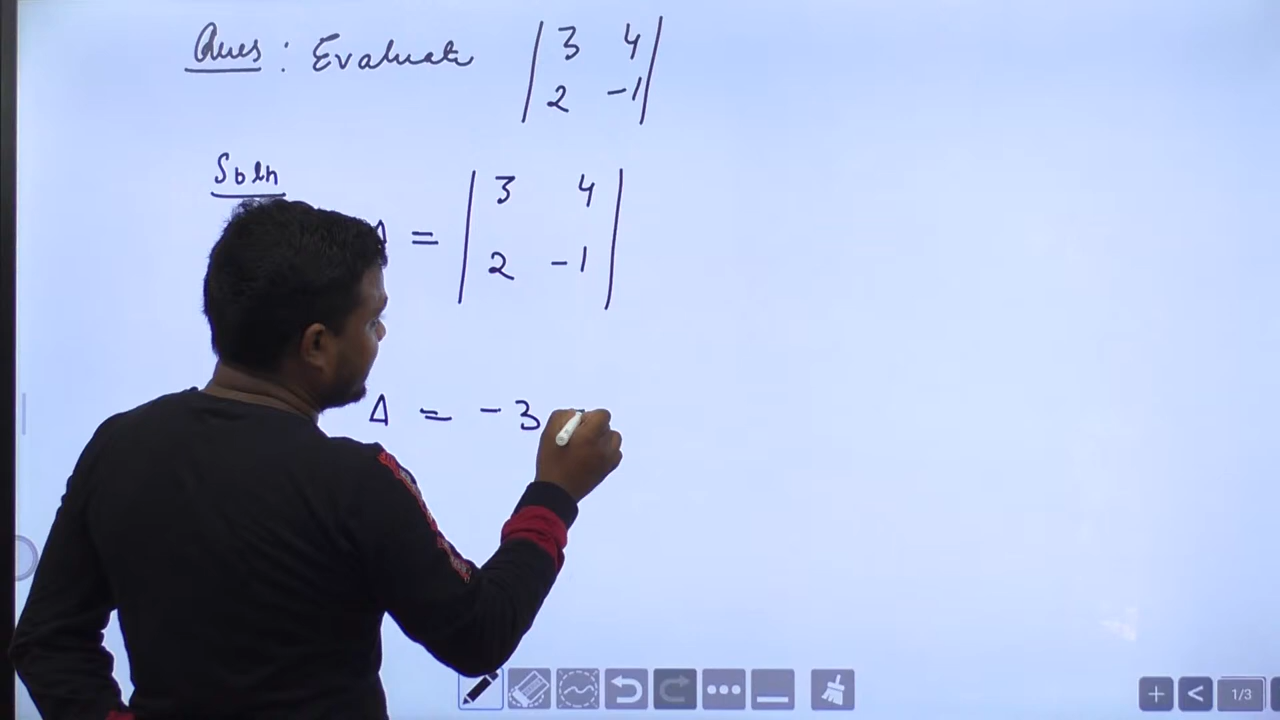 Ques : Evaluate | 3 4 |
| 2 -1 |
Soln
Δ = | 3 4 |
| 2 -1 |
Δ = - 3
1/3